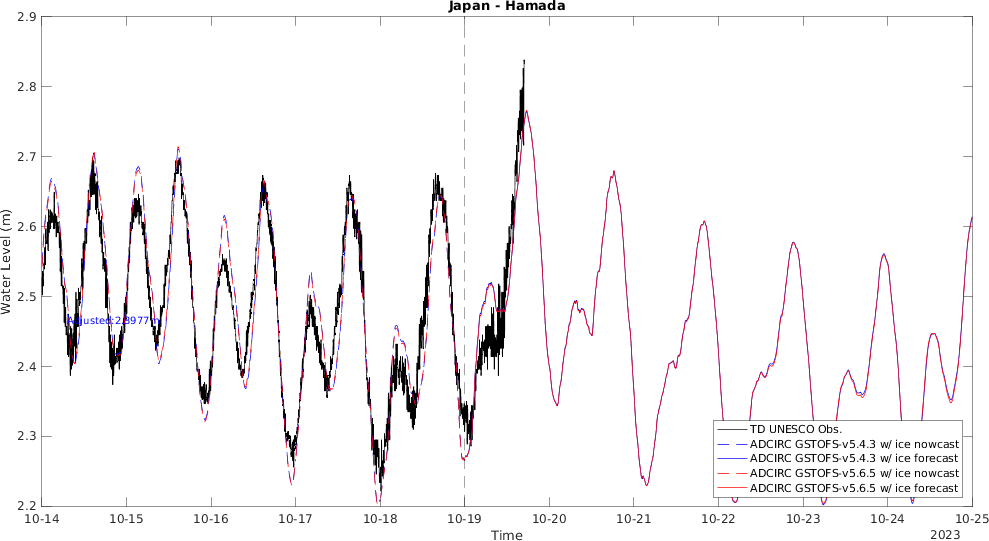 Japan - Hamada
2.9
2.8
2.7
2.6
2.5
2.4
2.3
2.2
Water Level (m)
TD UNESCO Obs.
ADCIRC GSTOFS-v5.4.3 w/ ice nowcast
ADCIRC GSTOFS-v5.4.3 w/ ice forecast
ADCIRC GSTOFS-v5.6.5 w/ ice nowcast
ADCIRC GSTOFS-v5.6.5 w/ ice forecast
10-14 10-15 10-16 10-17 10-18 10-19 10-20 10-21 10-22 10-23 10-24 10-25
Time
2023